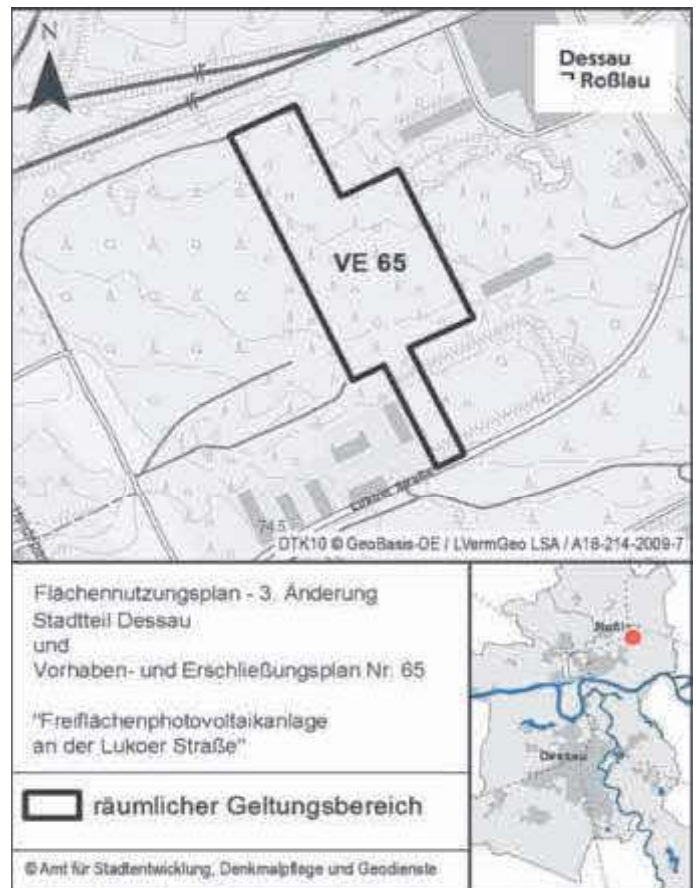 N
Dessau
Roßlau
VE 65
Lukoer Straße
74.5
DTK10 © GeoBasis-DE / LVermGeo LSA / A18-214-2009-7
Flächennutzungsplan - 3. Änderung
Stadtteil Dessau
und
Vorhaben- und Erschließungsplan Nr. 65
"Freiflächenphotovoltaikanlage
an der Lukoer Straße"
räumlicher Geltungsbereich
© Amt für Stadtentwicklung, Denkmalpflege und Geodienste
Roßlau
Dessau